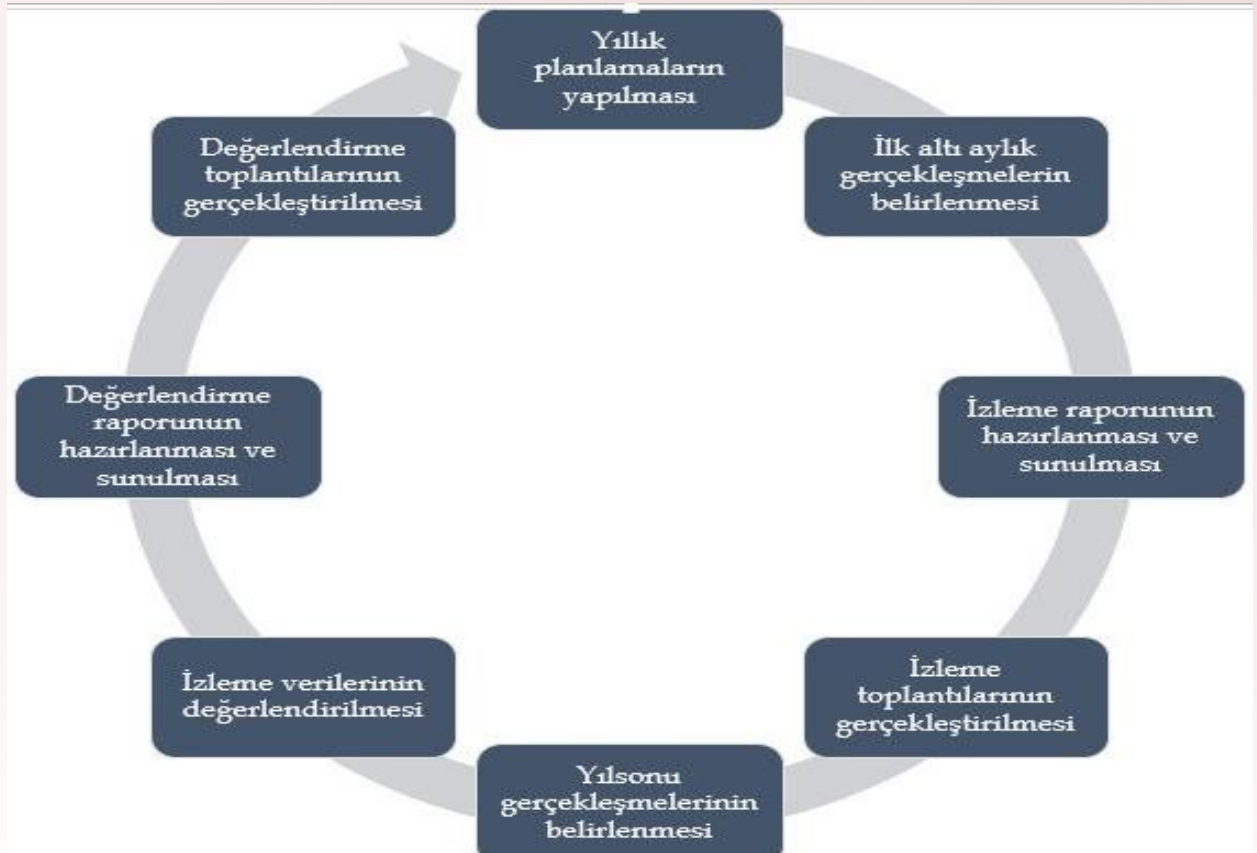 Yıllık
planlamaların
yapılması
İlk altı aylık
gerçekleşmelerin
belirlenmesi
İzleme raporunun
hazırlanması ve
sunulması
İzleme
toplantılarının
gerçekleştirilmesi
Yılsonu
gerçekleşmelerinin
belirlenmesi
İzleme verilerinin
değerlendirilmesi
Değerlendirme
raporunun
hazırlanması ve
sunulması
Değerlendirme
toplantılarının
gerçekleştirilmesi